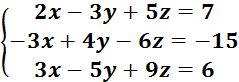 2x − 3y + 5z = 7
−3x + 4y − 6z = −15
3x − 5y + 9z = 6